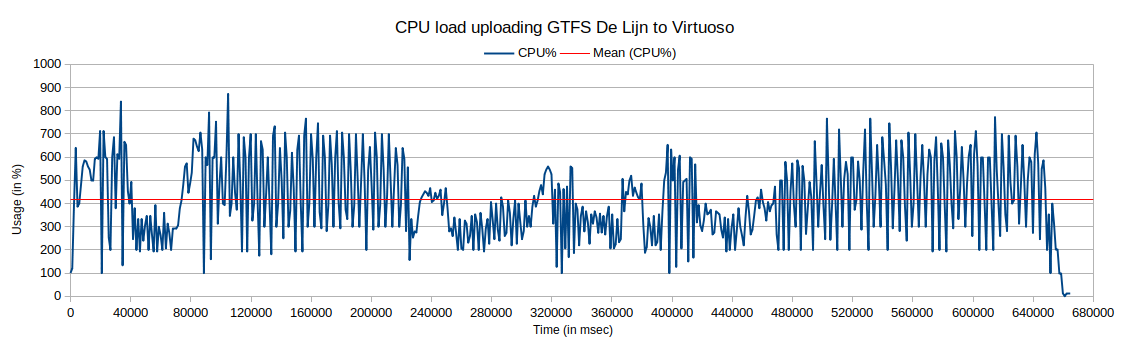 CPU load uploading GTFS De Lijn to Virtuoso
CPU% Mean (CPU%)
1000
900
800
700
600
500
400
300
200
100
0
Usage (in %)
0 40000 80000 120000 160000 200000 240000 280000 320000 360000 400000 440000 480000 520000 560000 600000 640000 680000
Time (in msec)